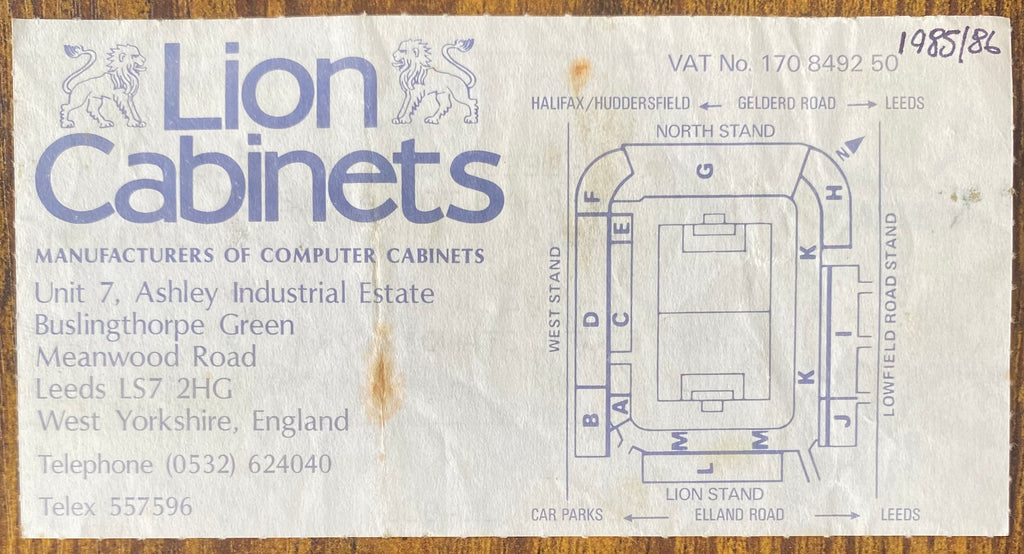 Lion
Cabinets
MANUFACTURERS OF COMPUTER CABINETS
Unit 7, Ashley Industrial Estate
Buslingthorpe Green
Meanwood Road
Leeds LS7 2HG
West Yorkshire, England
Telephone (0532) 624040
Telex 557596
1985/86
VAT No. 170 8492 50
HALIFAX/HUDDERSFIELD ← GELDERD ROAD → LEEDS
NORTH STAND
N
G
F
H
E
K
WEST STAND
LOWFIELD ROAD STAND
D
C
I
K
B
A
J
M
M
L
LION STAND
CAR PARKS ← ELLAND ROAD → LEEDS